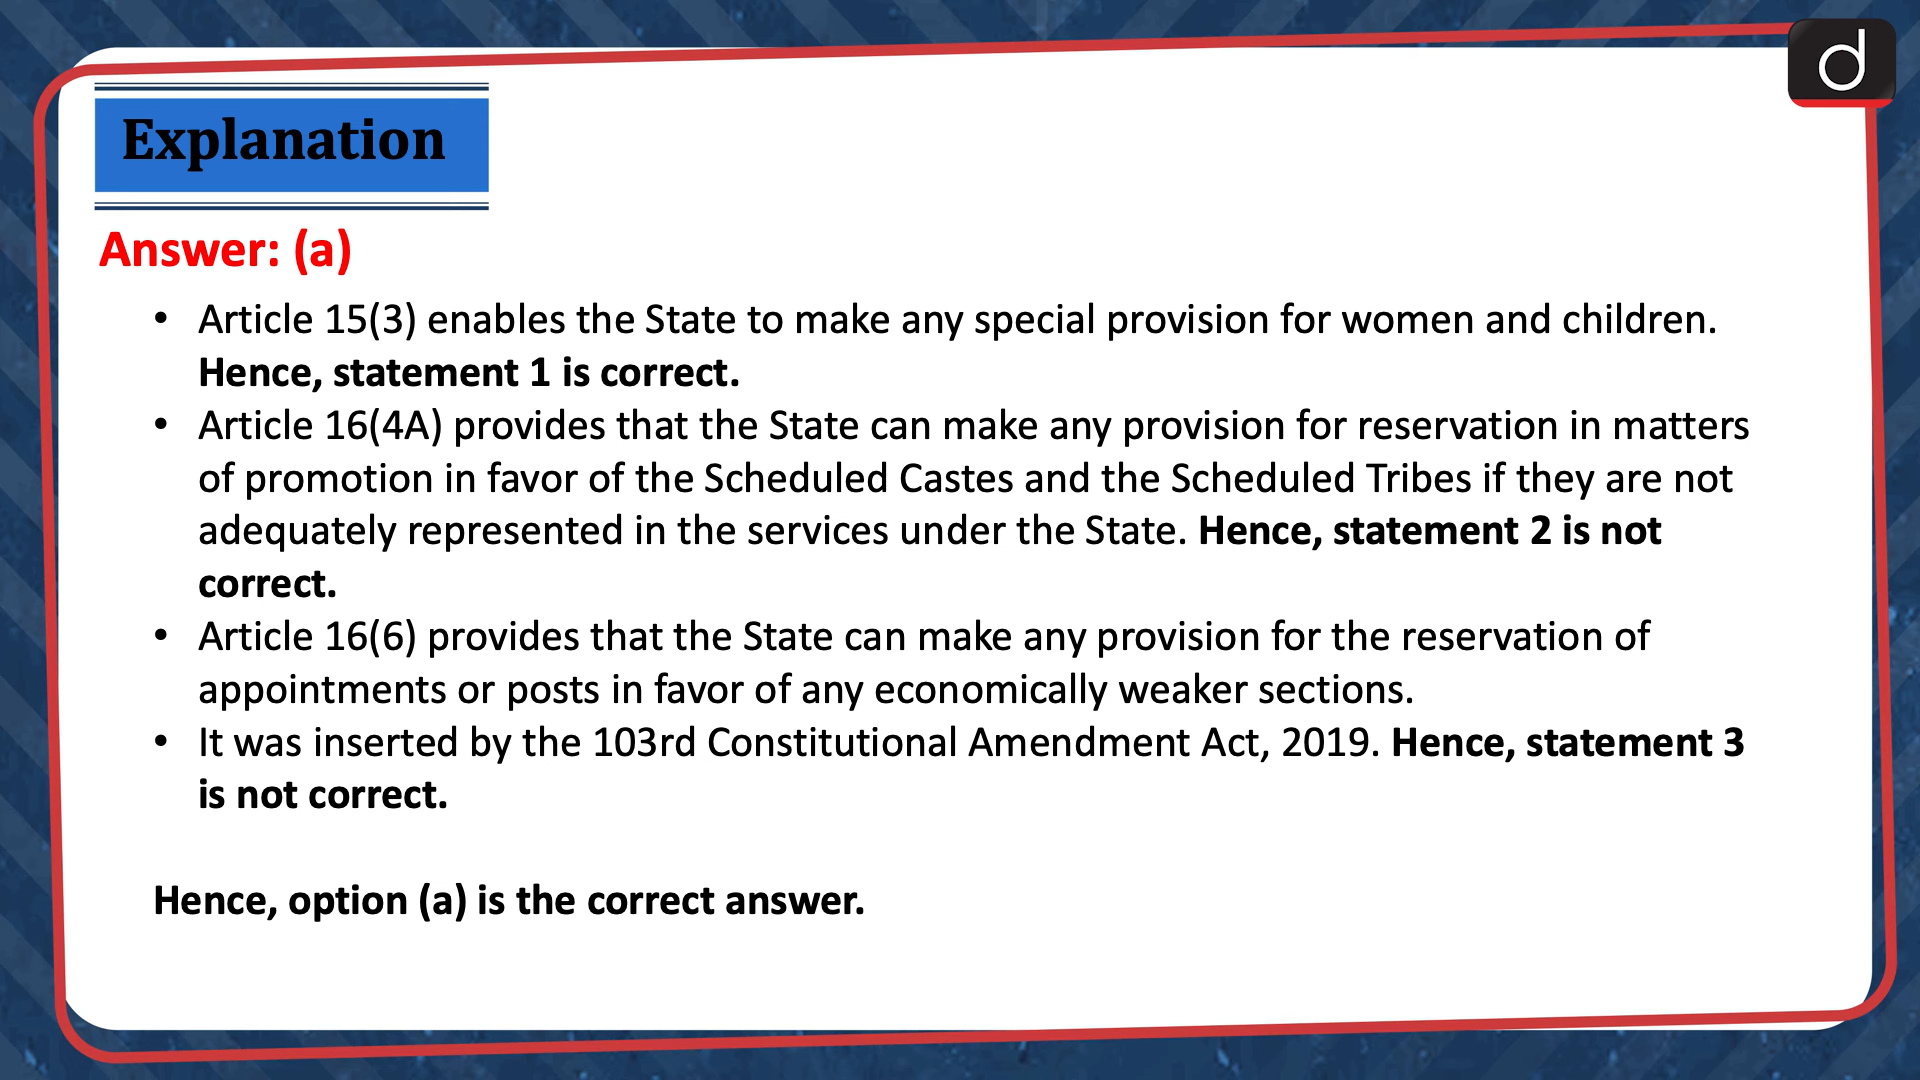 d
Explanation
Answer: (a)
• Article 15(3) enables the State to make any special provision for women and children.
Hence, statement 1 is correct.
• Article 16(4A) provides that the State can make any provision for reservation in matters
of promotion in favor of the Scheduled Castes and the Scheduled Tribes if they are not
adequately represented in the services under the State. Hence, statement 2 is not
correct.
• Article 16(6) provides that the State can make any provision for the reservation of
appointments or posts in favor of any economically weaker sections.
• It was inserted by the 103rd Constitutional Amendment Act, 2019. Hence, statement 3
is not correct.
Hence, option (a) is the correct answer.